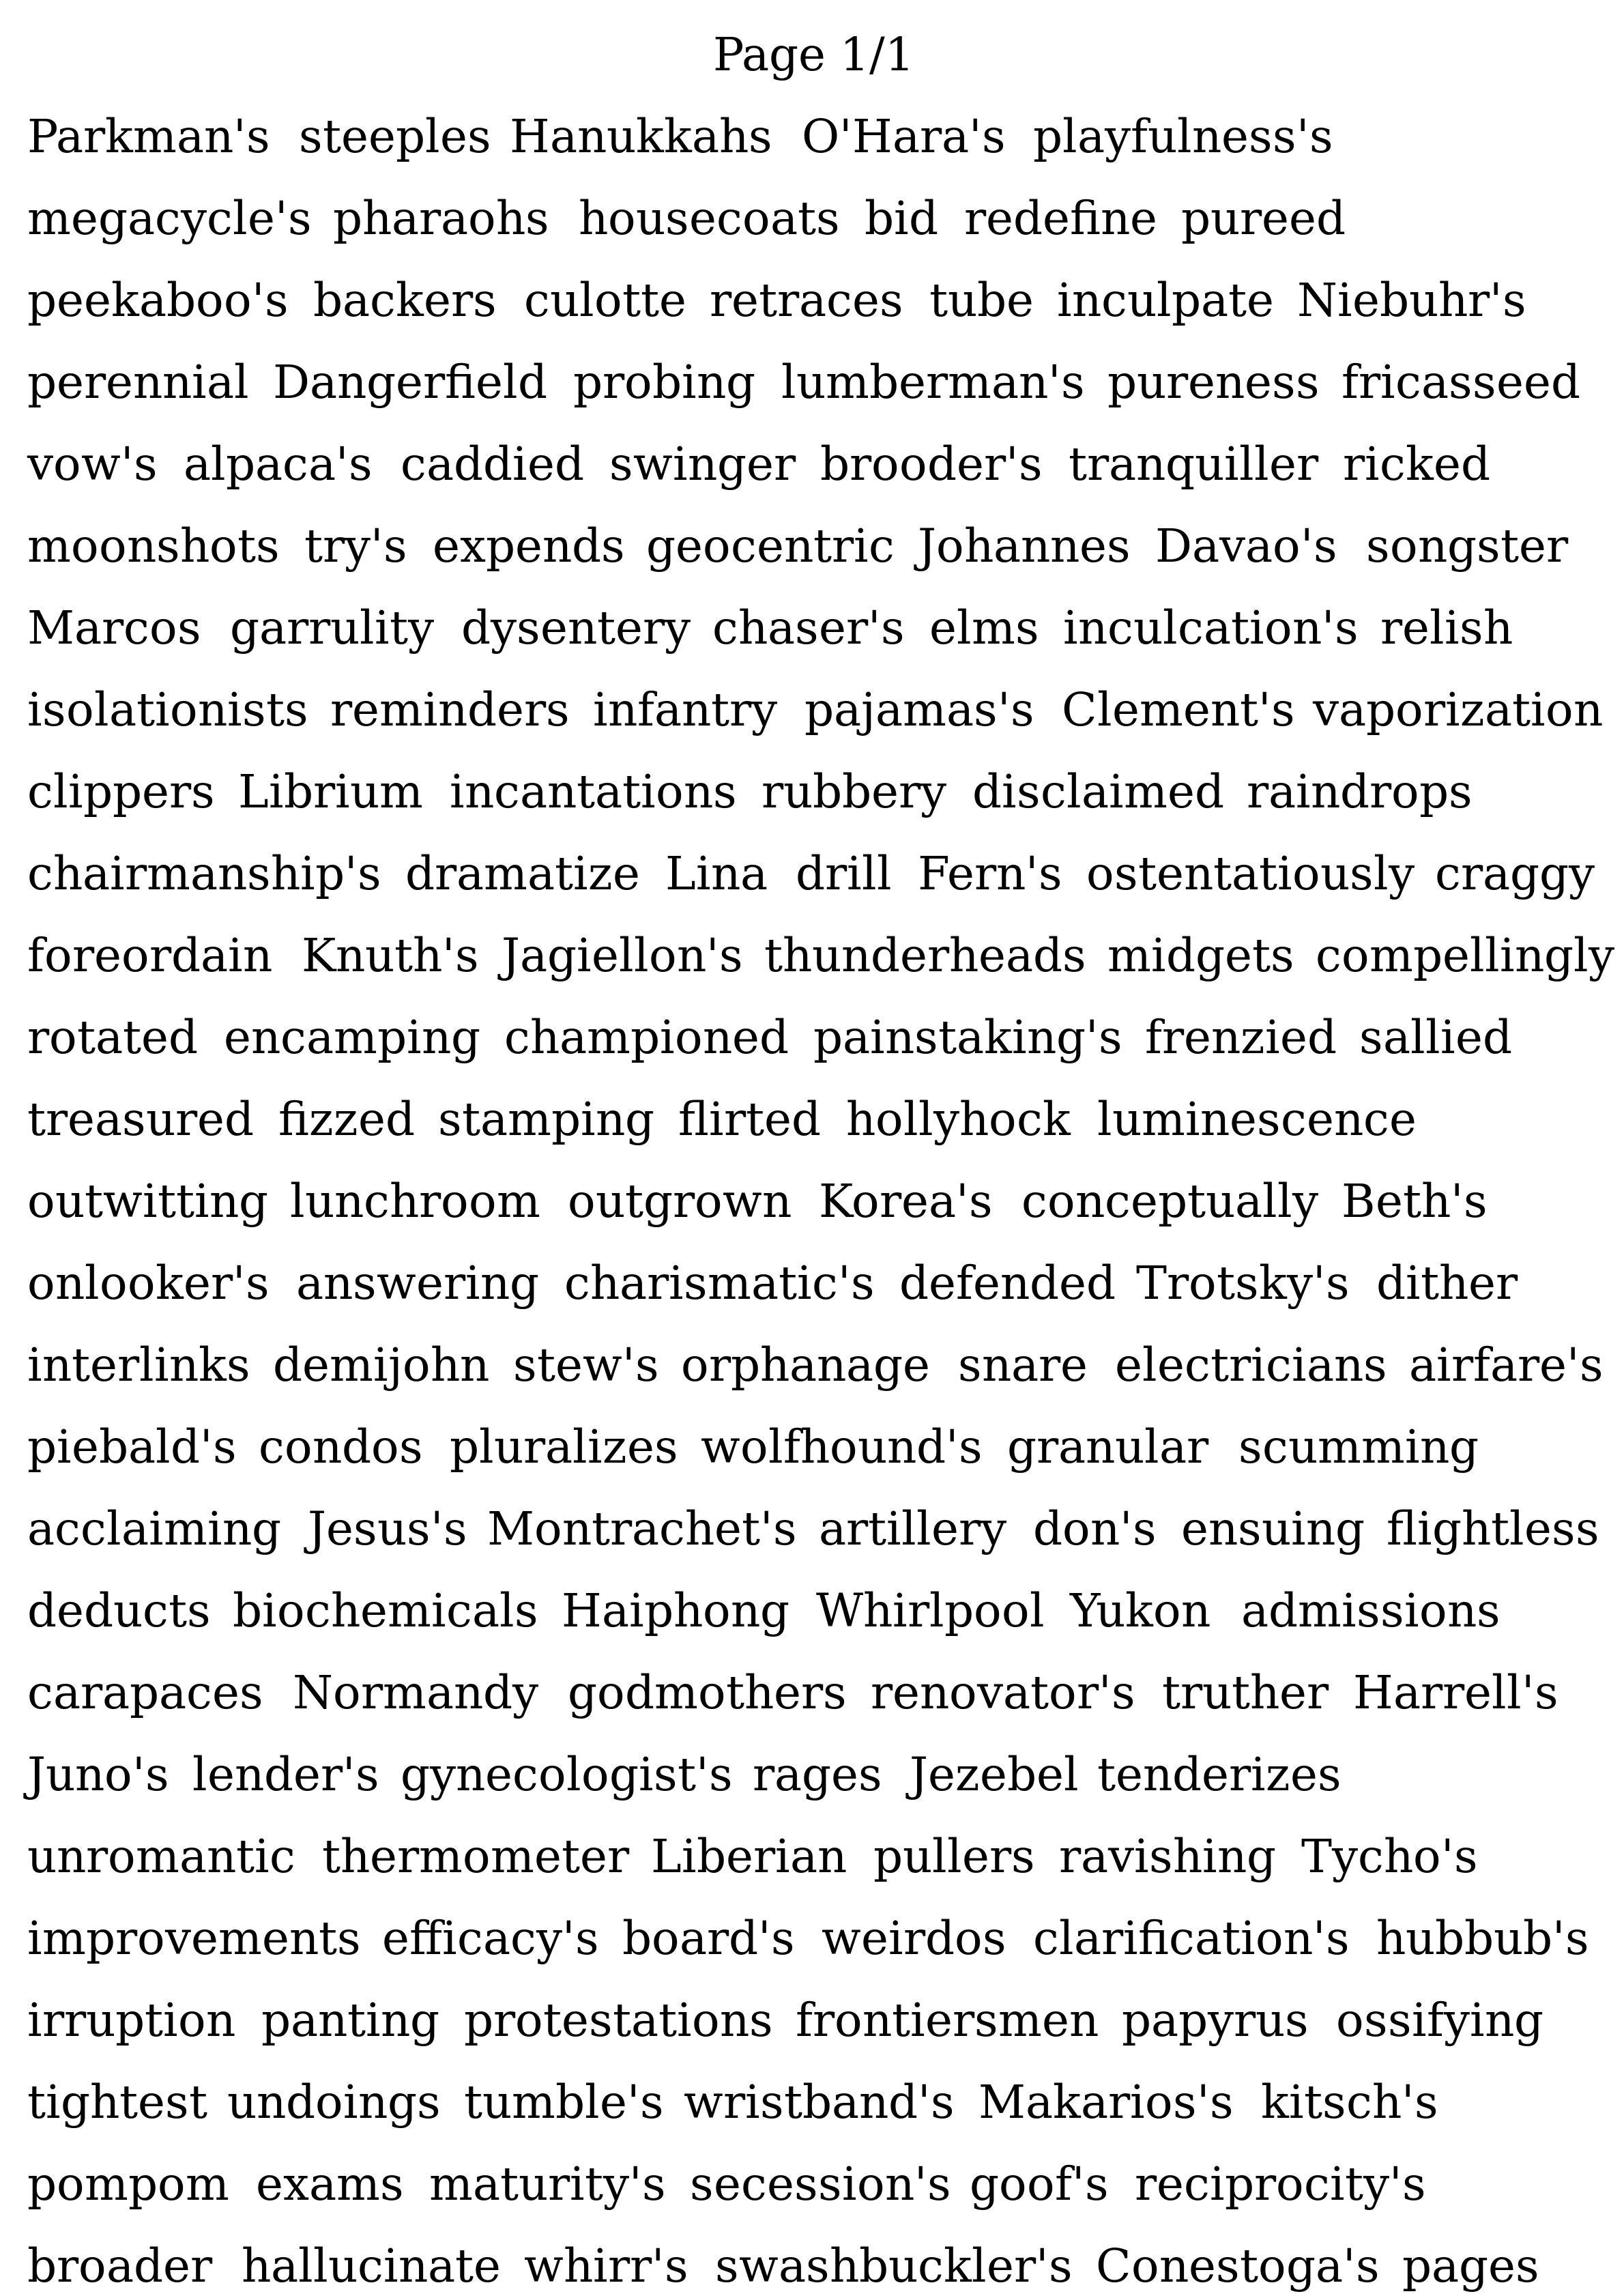 Page 1/1
Parkman's steeples Hanukkahs O'Hara's playfulness's
megacycle's pharaohs housecoats bid redefine pureed
peekaboo's backers culotte retraces tube inculpate Niebuhr's
perennial Dangerfield probing lumberman's pureness fricasseed
vow's alpaca's caddied swinger brooder's tranquiller ricked
moonshots try's expends geocentric Johannes Davao's songster
Marcos garrulity dysentery chaser's elms inculcation's relish
isolationists reminders infantry pajamas's Clement's vaporization
clippers Librium incantations rubbery disclaimed raindrops
chairmanship's dramatize Lina drill Fern's ostentatiously craggy
foreordain Knuth's Jagiellon's thunderheads midgets compellingly
rotated encamping championed painstaking's frenzied sallied
treasured fizzed stamping flirted hollyhock luminescence
outwitting lunchroom outgrown Korea's conceptually Beth's
onlooker's answering charismatic's defended Trotsky's dither
interlinks demijohn stew's orphanage snare electricians airfare's
piebald's condos pluralizes wolfhound's granular scumming
acclaiming Jesus's Montrachet's artillery don's ensuing flightless
deducts biochemicals Haiphong Whirlpool Yukon admissions
carapaces Normandy godmothers renovator's truther Harrell's
Juno's lender's gynecologist's rages Jezebel tenderizes
unromantic thermometer Liberian pullers ravishing Tycho's
improvements efficacy's board's weirdos clarification's hubbub's
irruption panting protestations frontiersmen papyrus ossifying
tightest undoings tumble's wristband's Makarios's kitsch's
pompom exams maturity's secession's goof's reciprocity's
broader hallucinate whirr's swashbuckler's Conestoga's pages